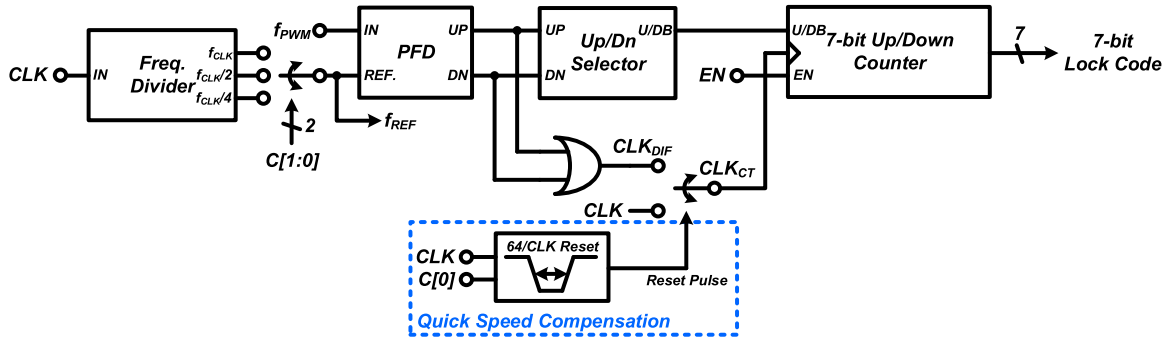 CLK
IN
Freq.
Divider
fCLK
fCLK/2
fCLK/4
C[1:0]
2
fREF
fPWM
IN
REF.
PFD
UP
DN
UP
DN
Up/Dn
Selector
U/DB
EN
U/DB
EN
7-bit Up/Down
Counter
7
7-bit
Lock Code
CLKDIF
CLK
CLKCT
CLK
C[0]
64/CLK Reset
Reset Pulse
Quick Speed Compensation